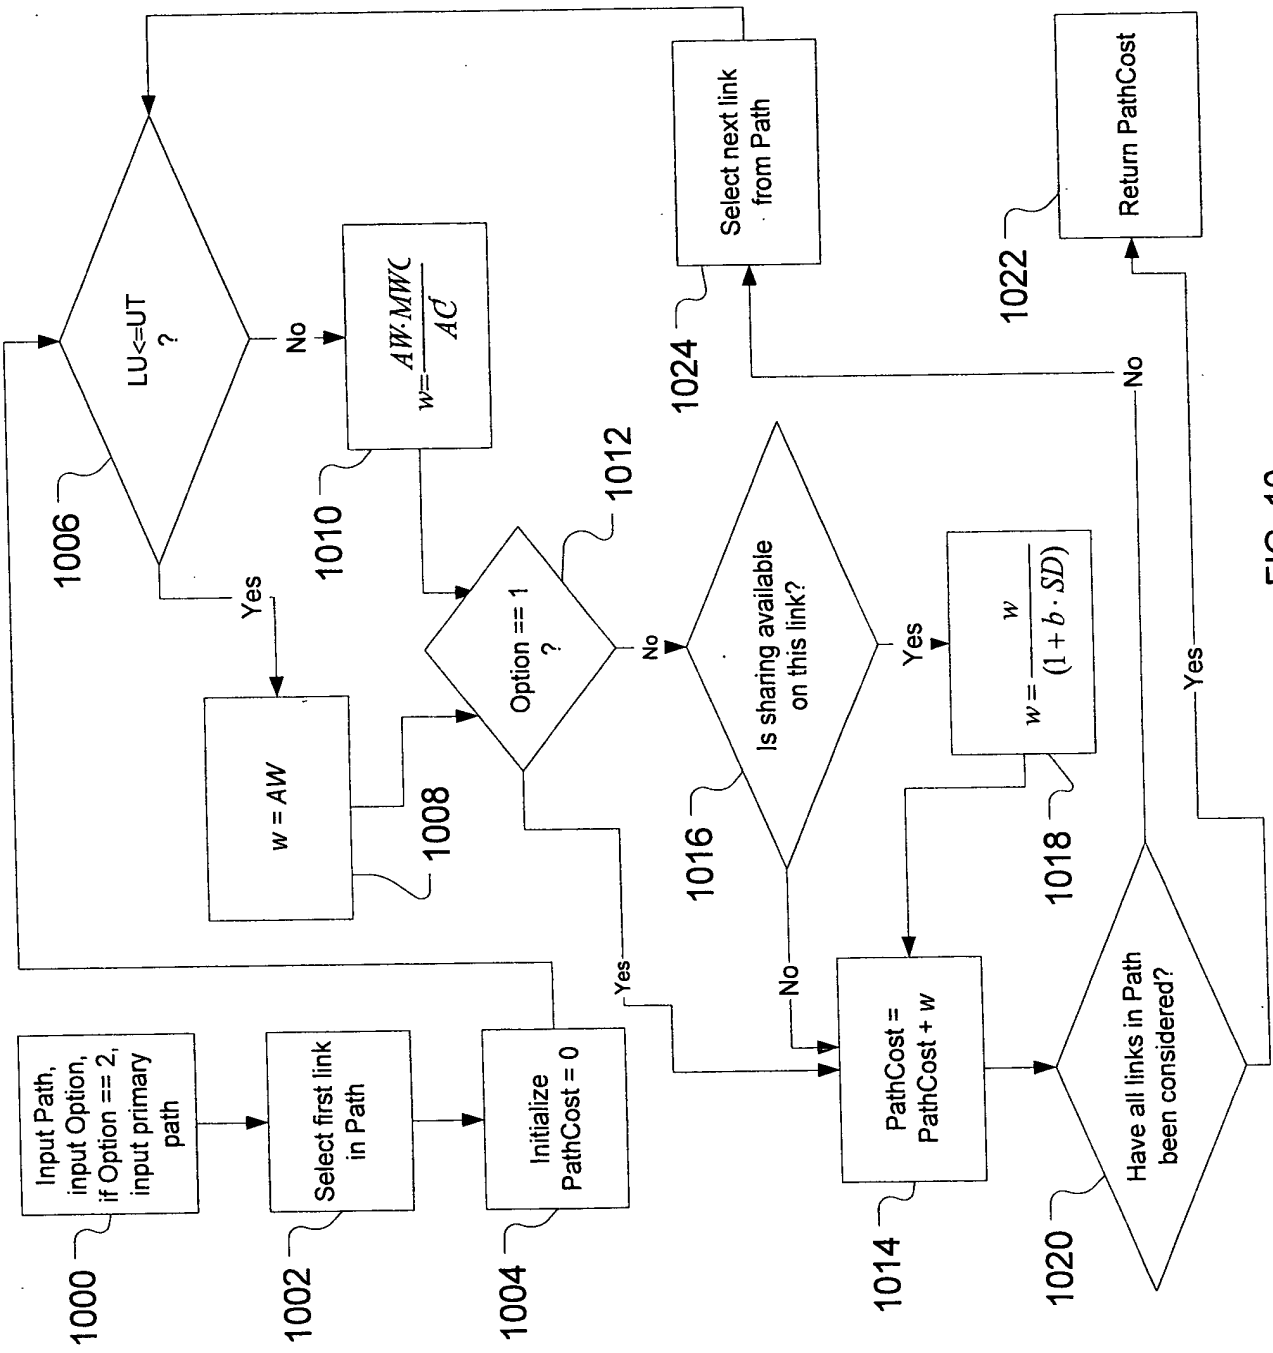 1000
Input Path,
input Option,
if Option == 2,
input primary
path
1002
Select first link
in Path
1004
Initialize
PathCost = 0
1006
LU<=UT
?
Yes
No
w = AW
1008
1010
w=AW·MWC
AC
1012
Option == 1
?
Yes
No
1016
Is sharing available
on this link?
No
Yes
1018
w = w
(1 + b · SD)
1014
PathCost =
PathCost + w
1020
Have all links in Path
been considered?
No
Yes
1024
Select next link
from Path
1022
Return PathCost